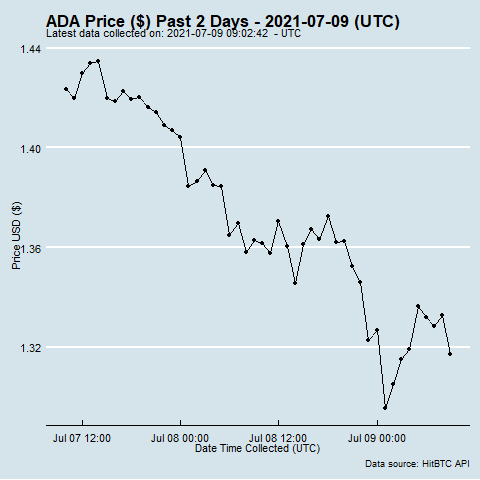 ADA Price ($) Past 2 Days - 2021-07-09 (UTC)
Latest data collected on: 2021-07-09 09:02:42 - UTC
1.44
1.40
1.36
1.32
Price USD ($)
Jul 07 12:00
Jul 08 00:00
Jul 08 12:00
Jul 09 00:00
Date Time Collected (UTC)
Data source: HitBTC API